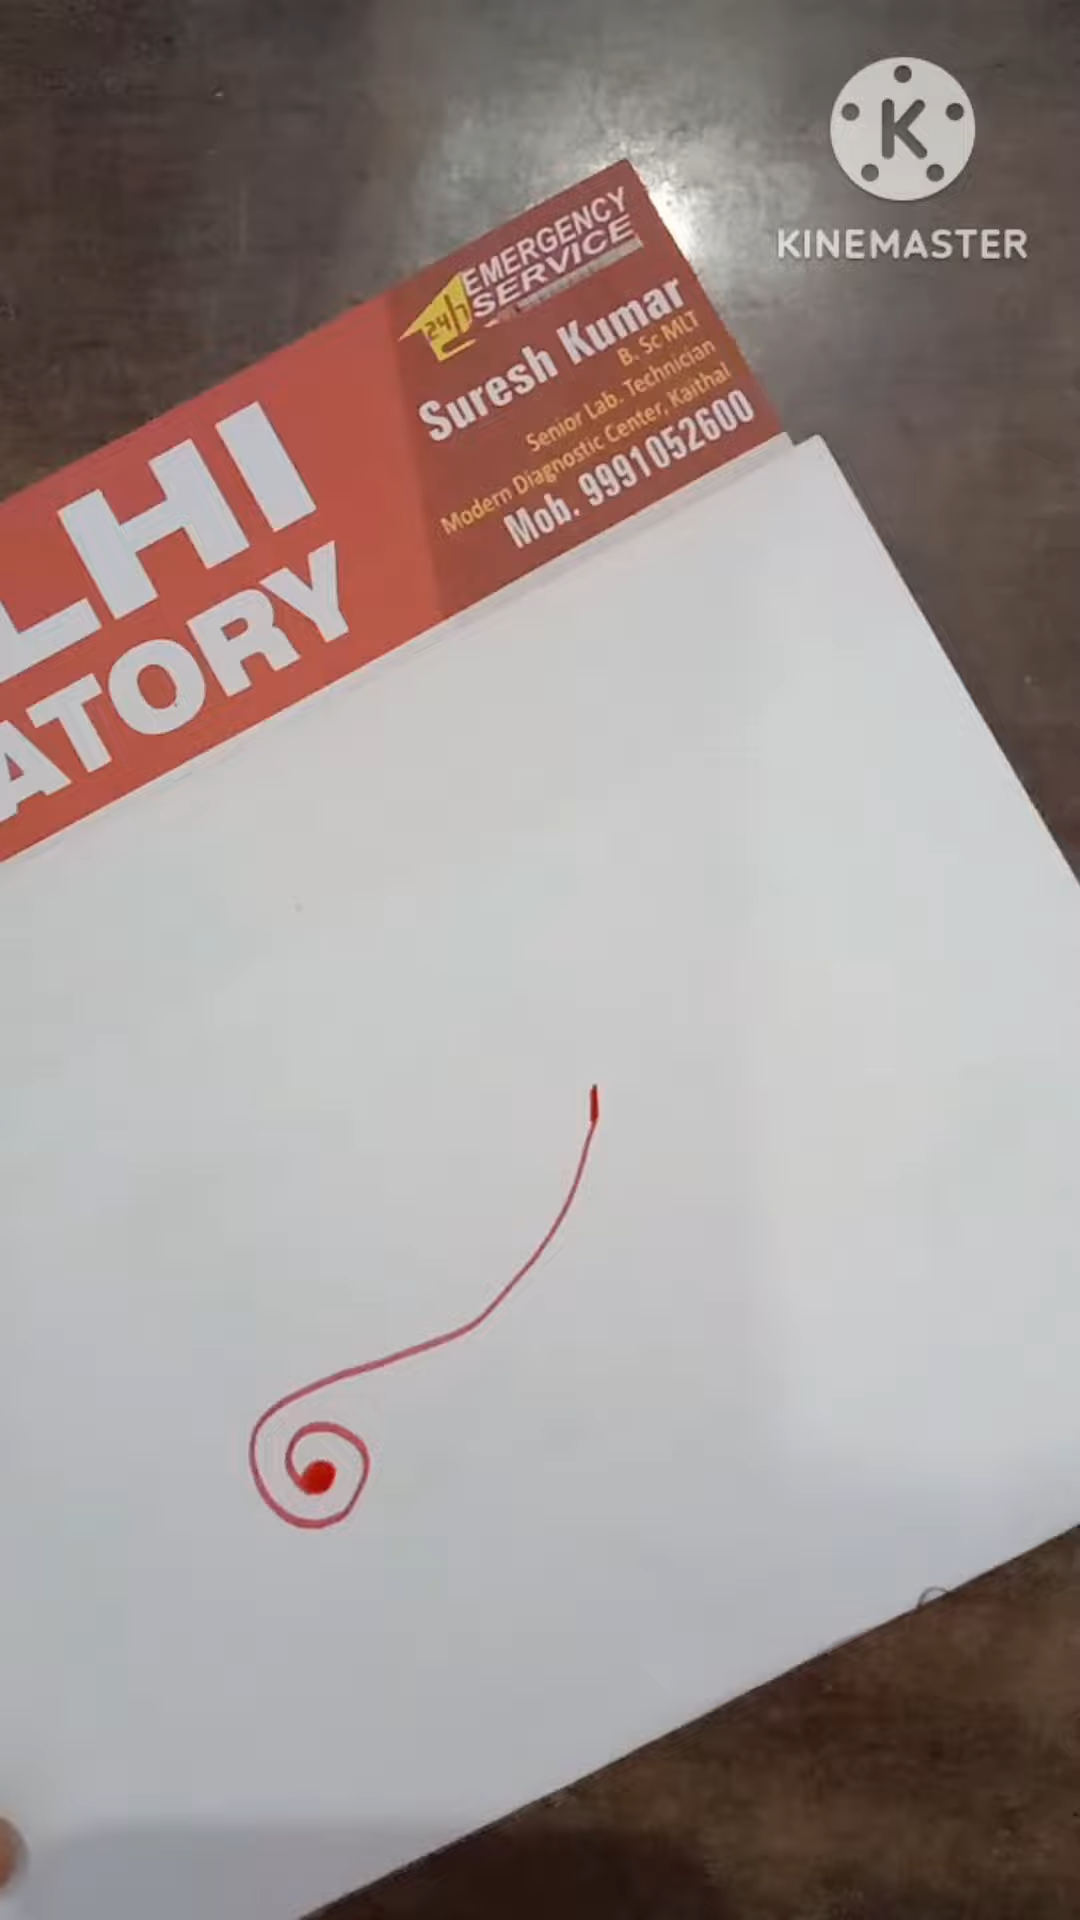 KINEMASTER
24/7
EMERGENCY
SERVICE
Suresh Kumar
B. Sc MLT
Senior Lab. Technician
Modern Diagnostic Center, Kaithal
Mob. 9991052600
LHI
ATORY